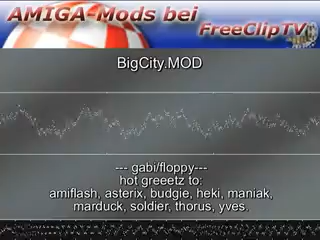 AMIGA-Mods bei
FreeClipTV
BigCity.MOD
--- gabi/floppy---
hot greeetz to:
amiflash, asterix, budgie, heki, maniak,
marduck, soldier, thorus, yves.